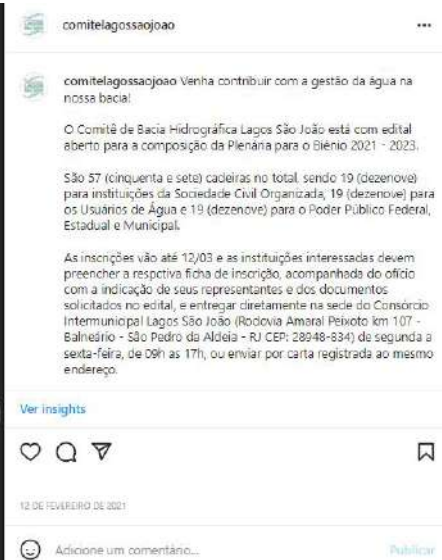 comitelagossaojoao
comitelagossaojoao Venha contribuir com a gestão da água na
nossa bacia!
O Comitê de Bacia Hidrográfica Lagos São João está com edital
aberto para a composição da Plenária para o Biênio 2021 - 2023.
São 57 (cinquenta e sete) cadeiras no total, sendo 19 (dezenove)
para instituições da Sociedade Civil Organizada, 19 (dezenove) para
os Usuários de Água e 19 (dezenove) para o Poder Público Federal,
Estadual e Municipal.
As inscrições vão até 12/03 e as instituições interessadas devem
preencher a respctiva ficha de inscrição, acompanhada do ofício
com a indicação de seus representantes e dos documentos
solicitados no edital, e entregar diretamente na sede do Consórcio
Intermunicipal Lagos São João (Rodovia Amaral Peixoto km 107 -
Balneário - São Pedro da Aldeia - RJ CEP: 28948-834) de segunda a
sexta-feira, de 09h as 17h, ou enviar por carta registrada ao mesmo
endereço.
Ver insights
12 DE FEVEREIRO DE 2021
Adicione um comentário...
Publicar